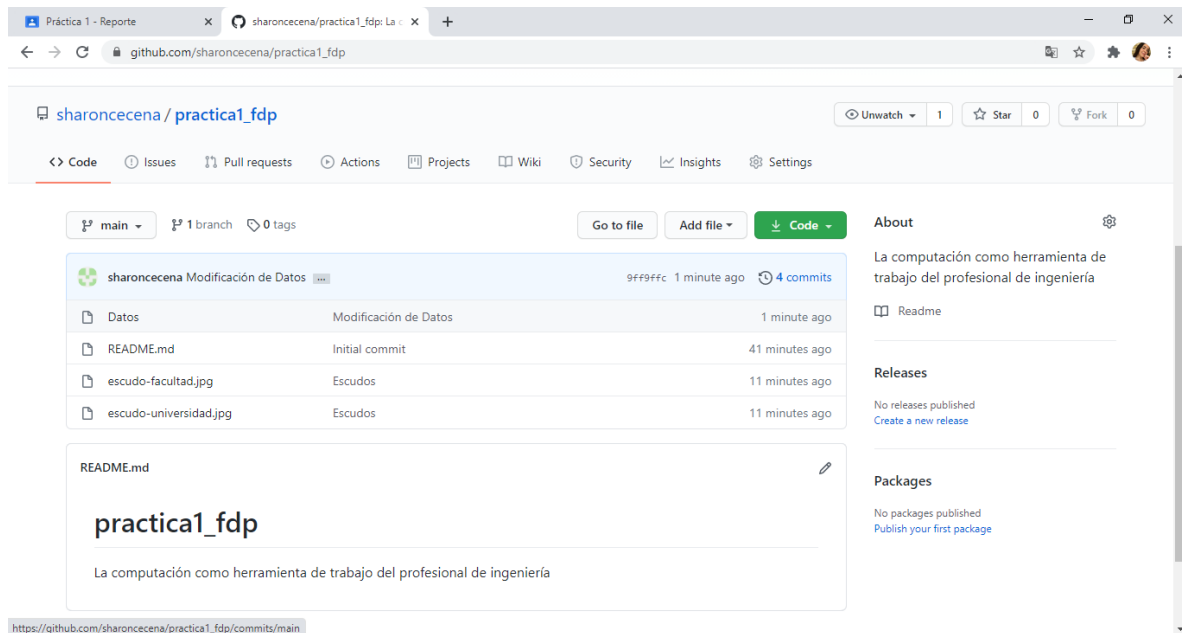 Práctica 1 - Reporte
sharoncecena/practica1_fdp: La c
github.com/sharoncecena/practica1_fdp
sharoncecena / practica1_fdp
Unwatch 1 Star 0 Fork 0
Code Issues Pull requests Actions Projects Wiki Security Insights Settings
main 1 branch 0 tags Go to file Add file Code
sharoncecena Modificación de Datos ... 9ff9ffc 1 minute ago 4 commits
Datos Modificación de Datos 1 minute ago
README.md Initial commit 41 minutes ago
escudo-facultad.jpg Escudos 11 minutes ago
escudo-universidad.jpg Escudos 11 minutes ago
README.md
practica1_fdp
La computación como herramienta de trabajo del profesional de ingeniería
About
La computación como herramienta de
trabajo del profesional de ingeniería
Readme
Releases
No releases published
Create a new release
Packages
No packages published
Publish your first package
https://github.com/sharoncecena/practica1_fdp/commits/main